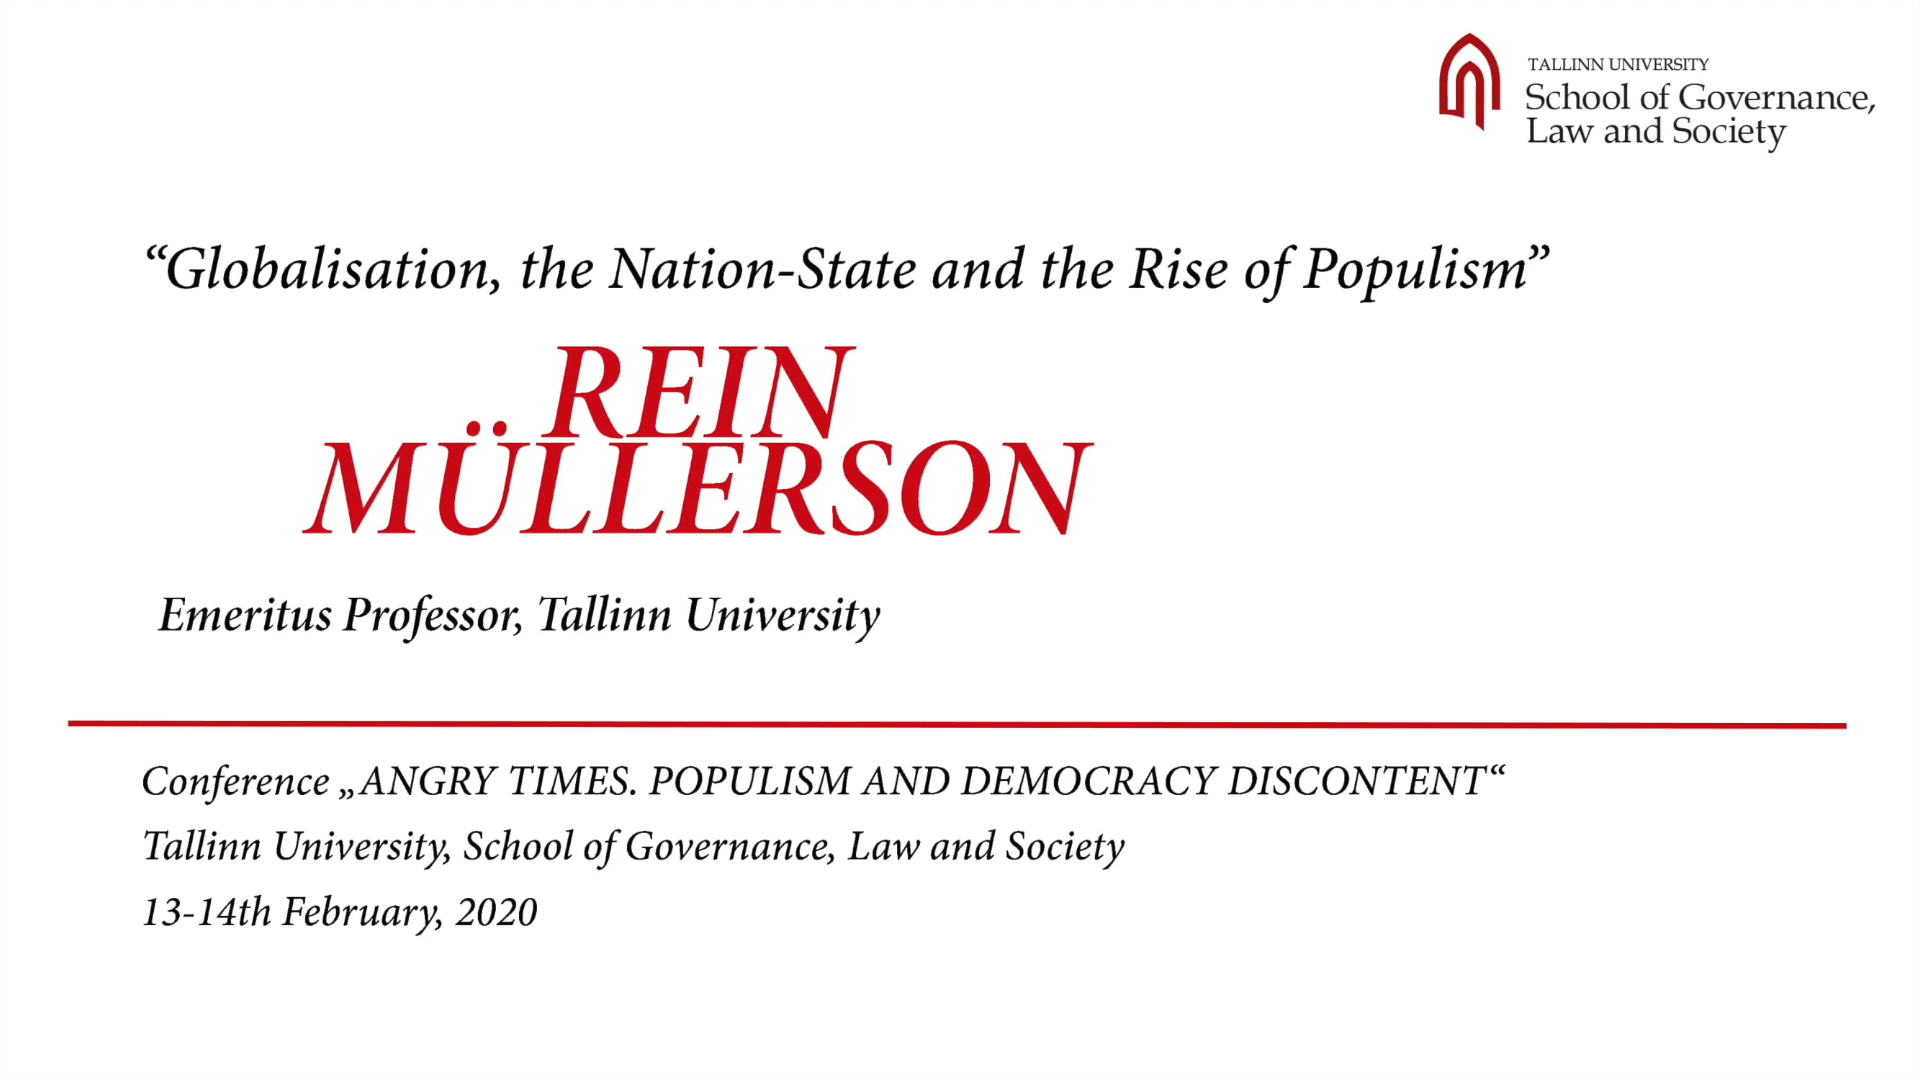 TALLINN UNIVERSITY
School of Governance,
Law and Society
“Globalisation, the Nation-State and the Rise of Populism”
REIN
MÜLLERSON
Emeritus Professor, Tallinn University
Conference „ANGRY TIMES. POPULISM AND DEMOCRACY DISCONTENT“
Tallinn University, School of Governance, Law and Society
13-14th February, 2020